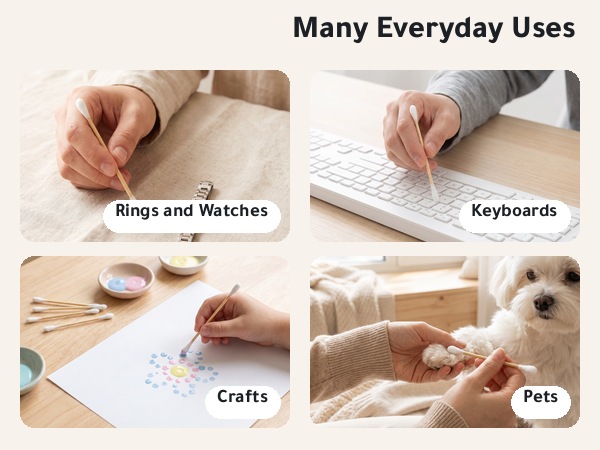 Many Everyday Uses
Rings and Watches
Keyboards
Crafts
Pets